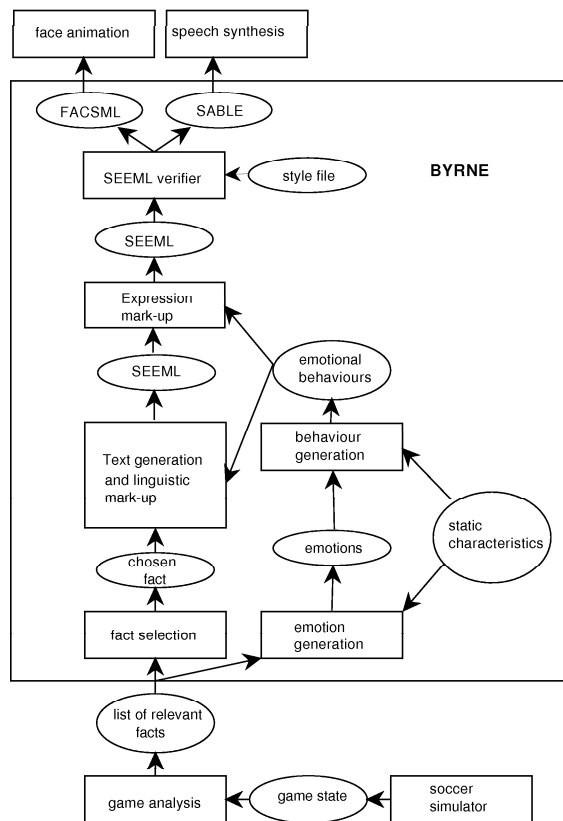 face animation
speech synthesis
FACSML
SABLE
SEEML verifier
style file
BYRNE
SEEML
Expression
mark-up
SEEML
emotional
behaviours
Text generation
and linguistic
mark-up
behaviour
generation
chosen
fact
emotions
static
characteristics
fact selection
emotion
generation
list of relevant
facts
game analysis
game state
soccer
simulator